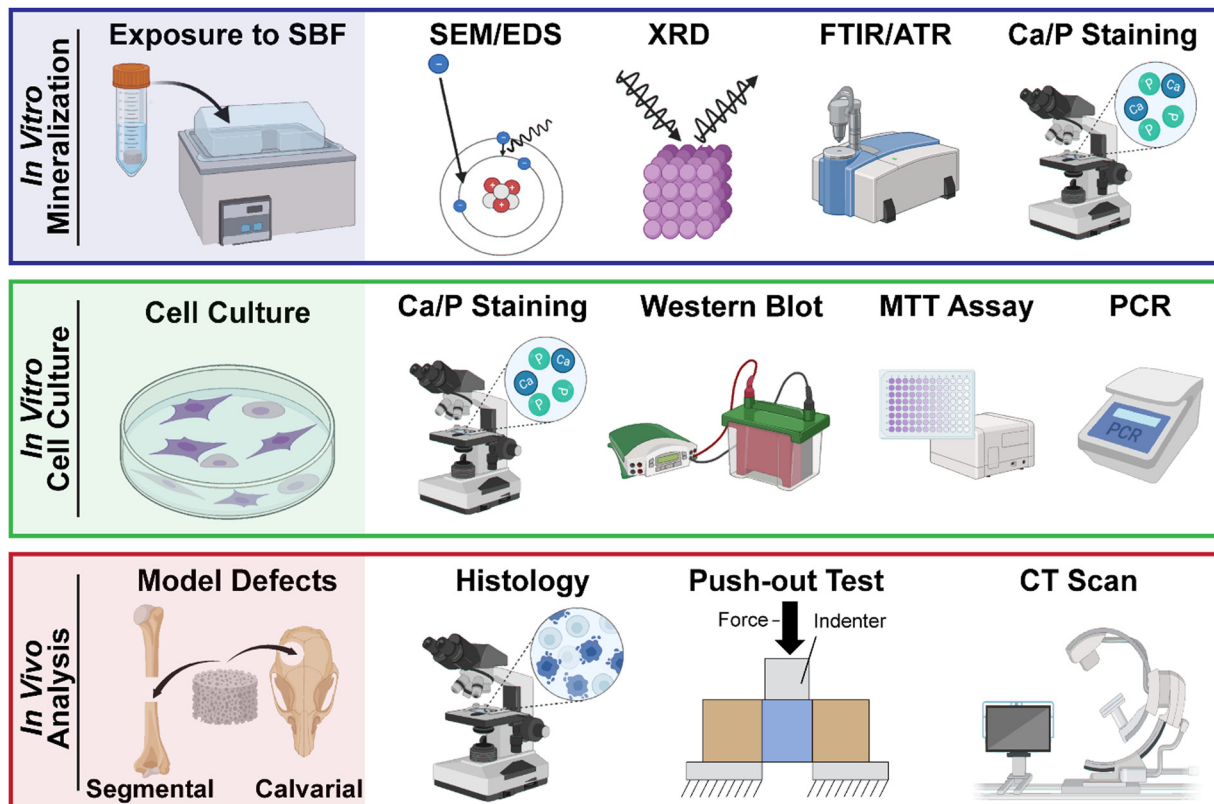 In Vitro
Mineralization
Exposure to SBF
SEM/EDS
XRD
FTIR/ATR
Ca/P Staining
P
Ca
Ca
P
P
P
In Vitro
Cell Culture
Cell Culture
Ca/P Staining
Western Blot
MTT Assay
PCR
P
Ca
Ca
P
P
PCR
In Vivo
Analysis
Model Defects
Histology
Push-out Test
CT Scan
Force
Indenter
Segmental
Calvarial